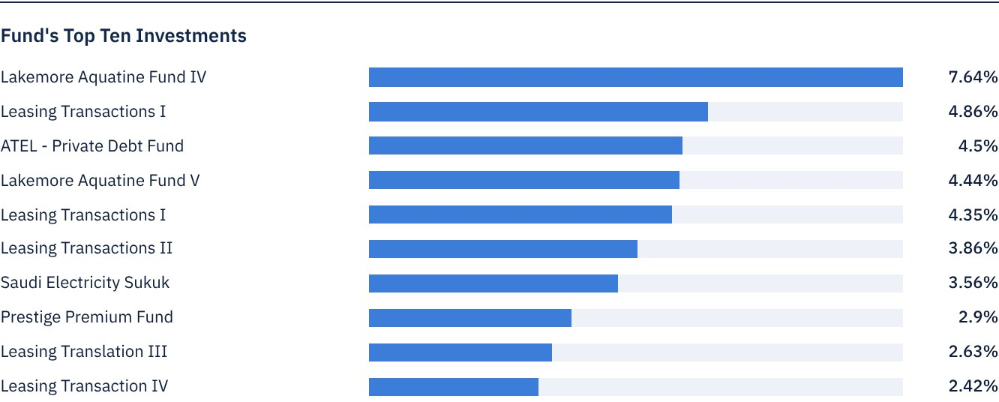 Fund's Top Ten Investments
Lakemore Aquatine Fund IV 7.64%
Leasing Transactions I 4.86%
ATEL - Private Debt Fund 4.5%
Lakemore Aquatine Fund V 4.44%
Leasing Transactions I 4.35%
Leasing Transactions II 3.86%
Saudi Electricity Sukuk 3.56%
Prestige Premium Fund 2.9%
Leasing Translation III 2.63%
Leasing Transaction IV 2.42%